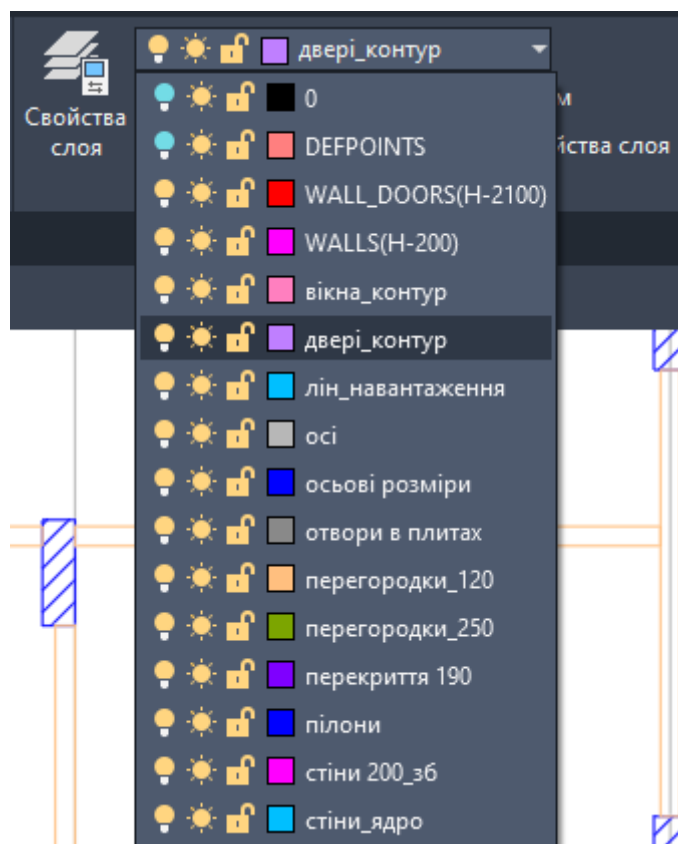 двері_контур
Свойства
слоя
м
йства слоя
0
DEFPOINTS
WALL_DOORS(H-2100)
WALLS(H-200)
вікна_контур
двері_контур
лін_навантаження
осі
осьові розміри
отвори в плитах
перегородки_120
перегородки_250
перекриття 190
пілони
стіни 200_зб
стіни_ядро